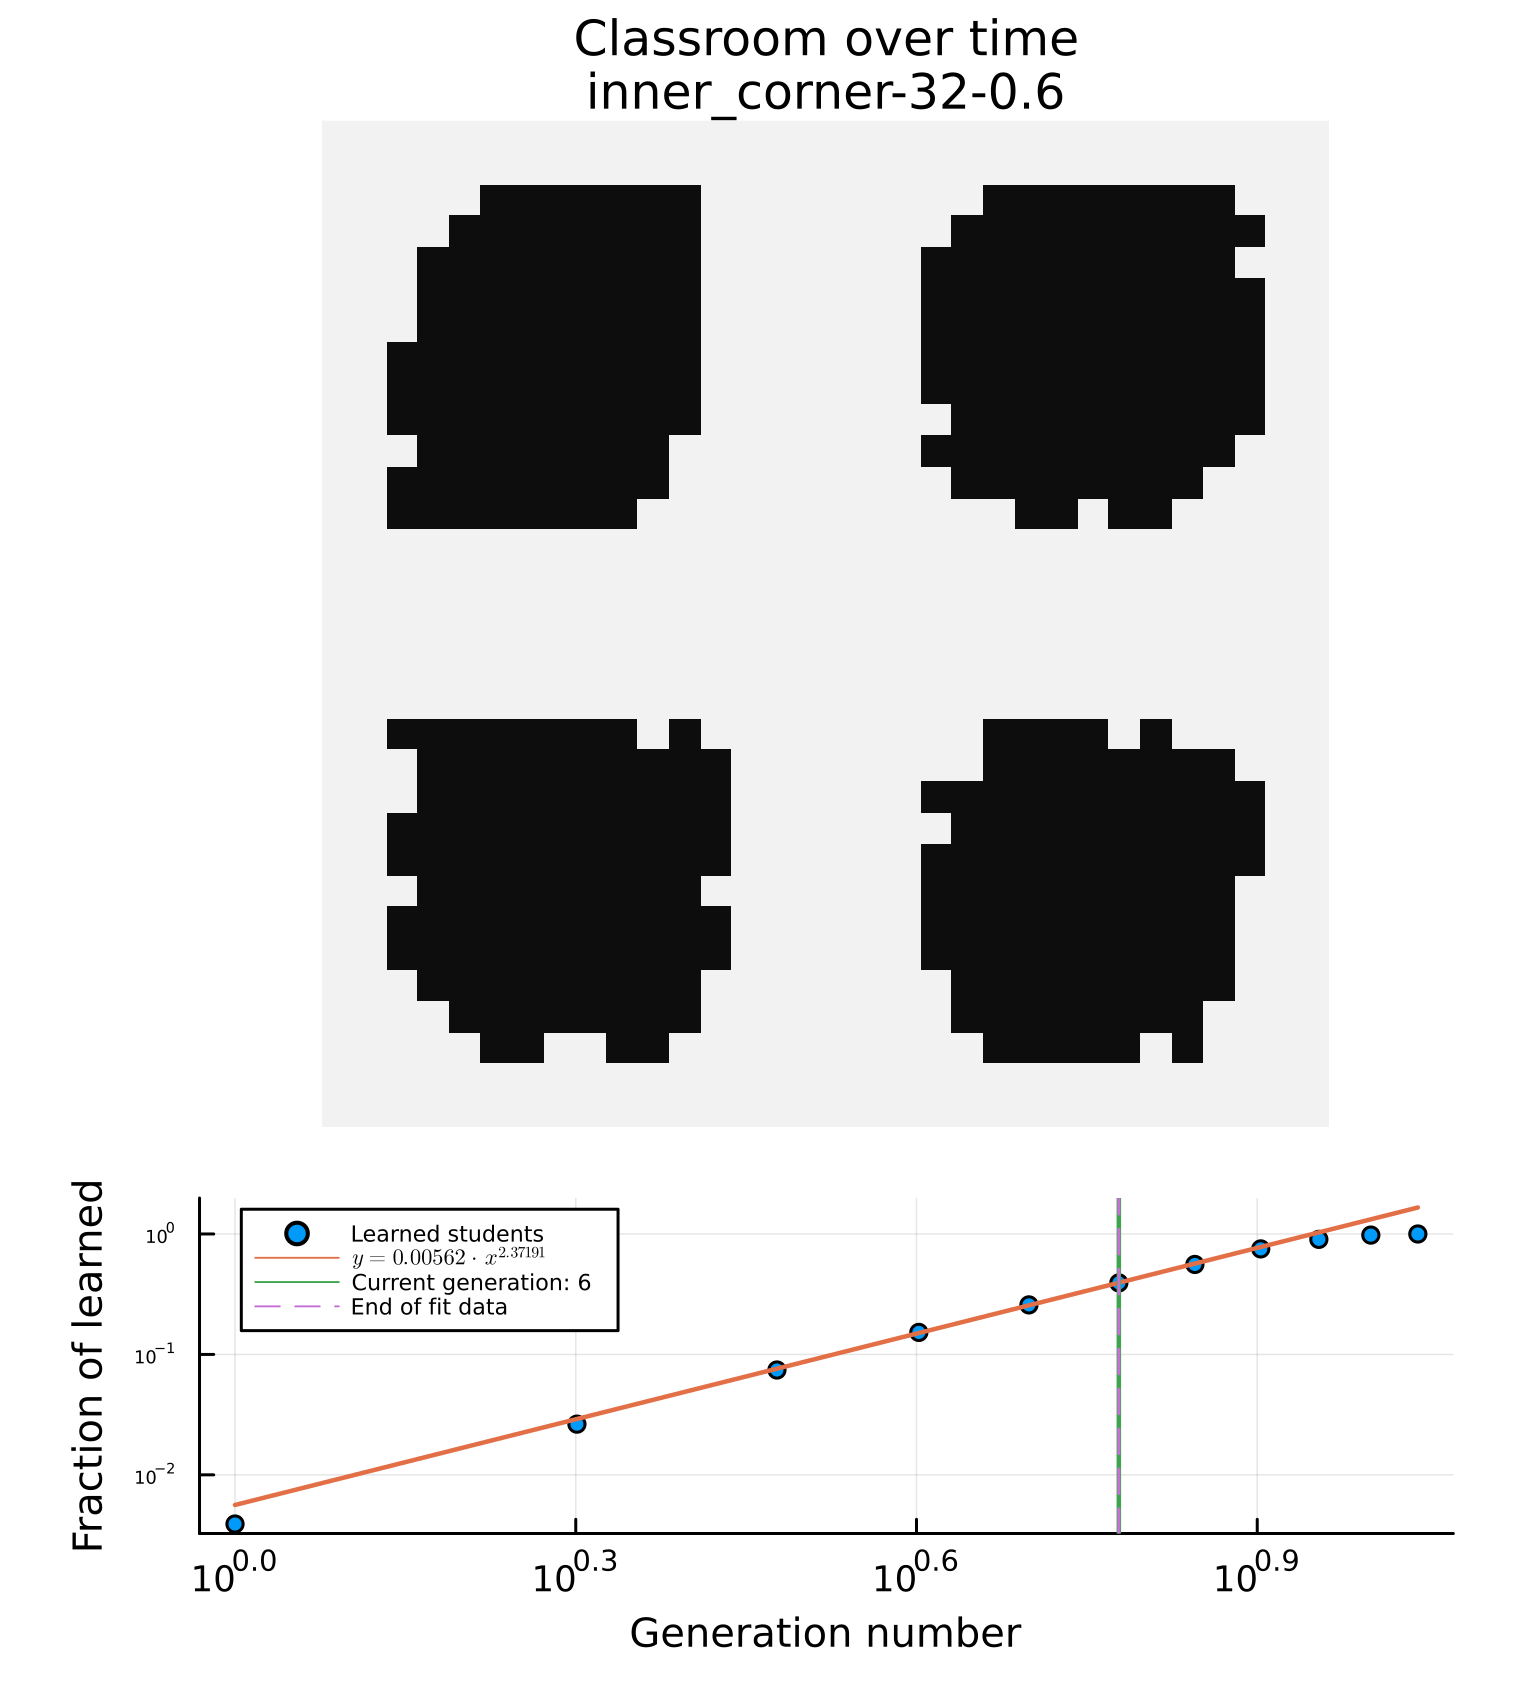 Classroom over time
inner_corner-32-0.6
Fraction of learned
10^0
10^-1
10^-2
Learned students
y = 0.00562 · x^2.37191
Current generation: 6
End of fit data
10^0.0 10^0.3 10^0.6 10^0.9
Generation number